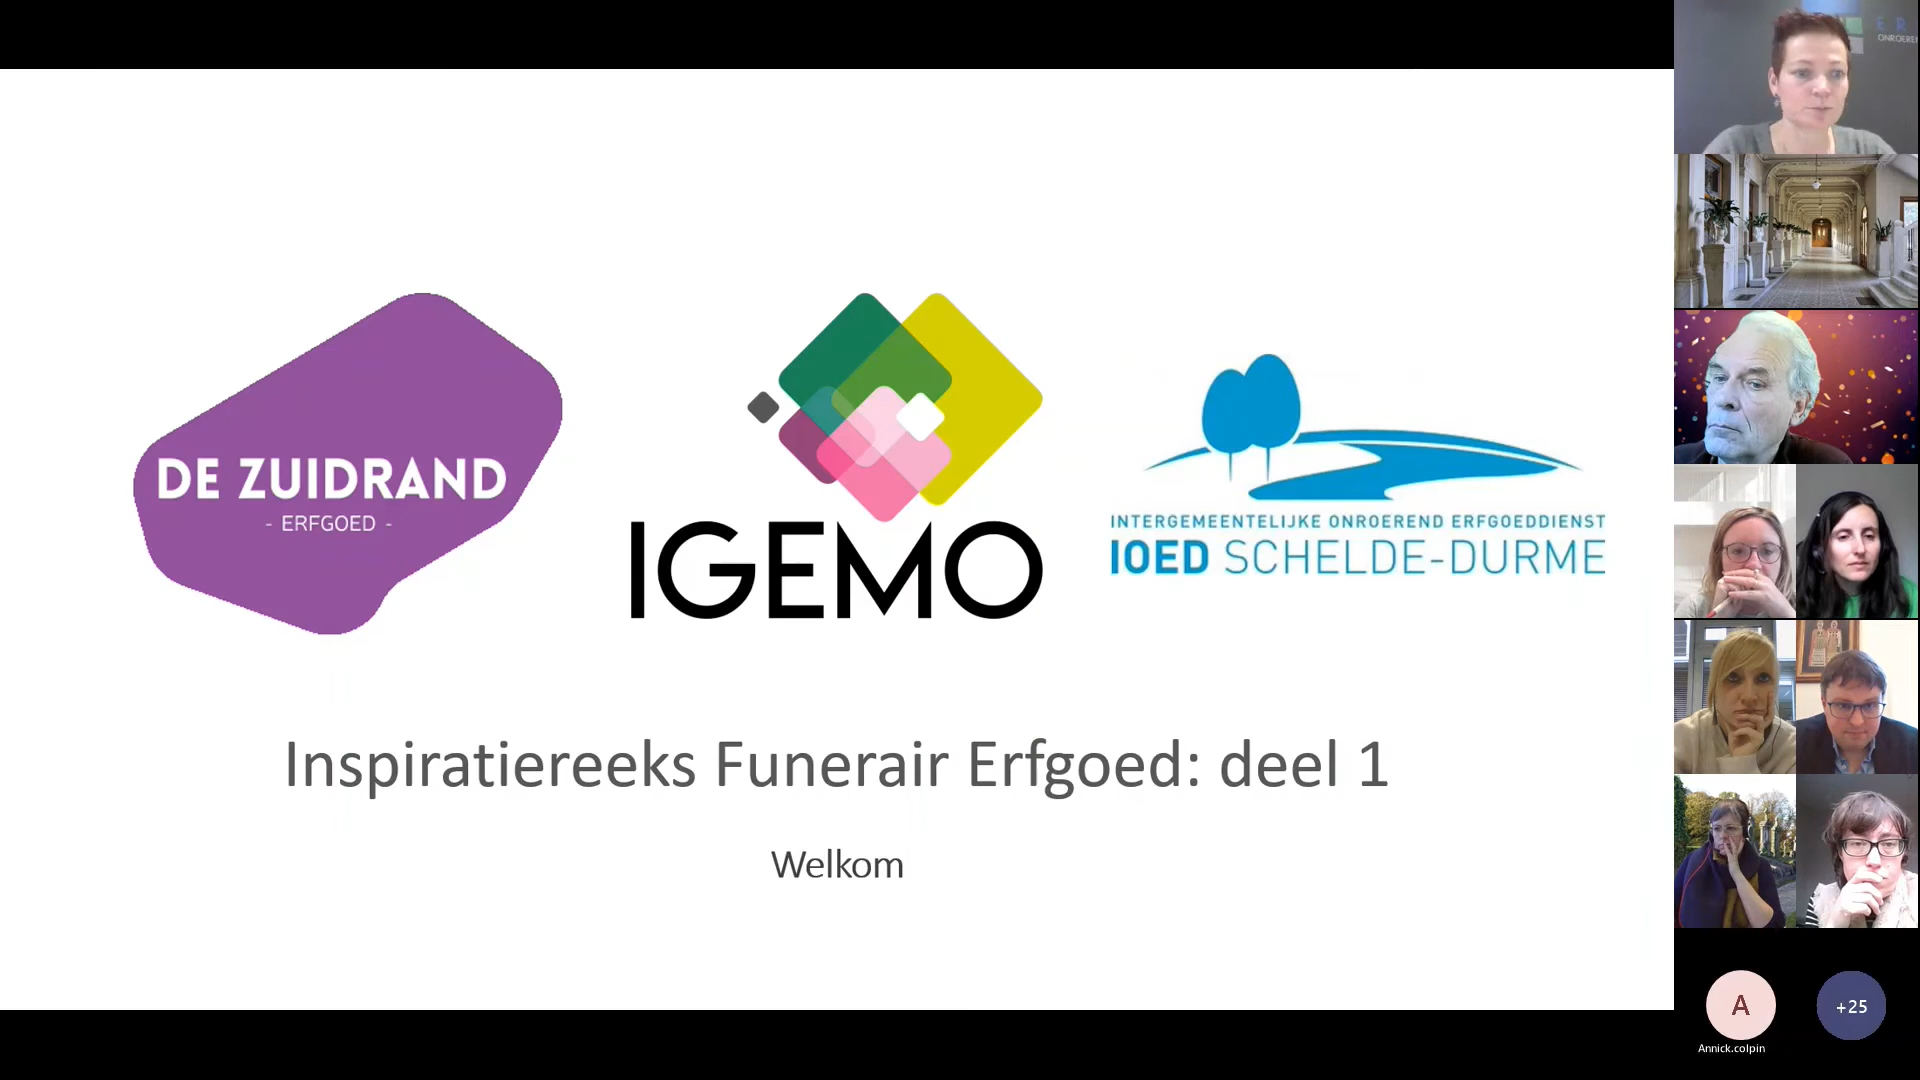 DE ZUIDRAND
- ERFGOED -
IGEMO
INTERGEMEENTELIJKE ONROEREND ERFGOEDDIENST
IOED SCHELDE-DURME
Inspiratiereeks Funerair Erfgoed: deel 1
Welkom
A
Annick.colpin
+25